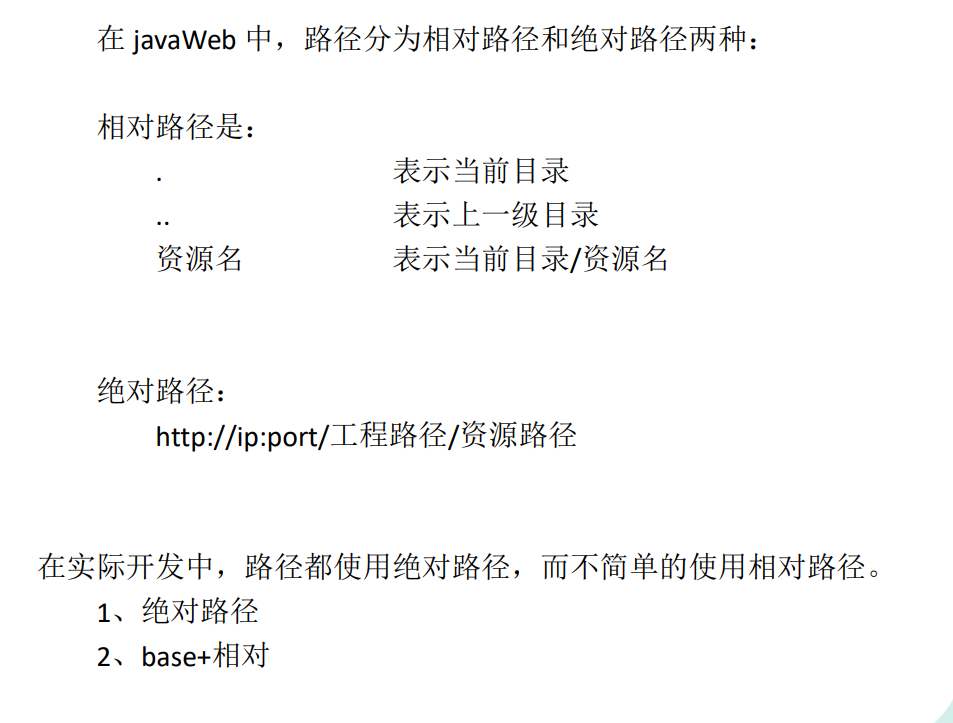 在 javaWeb 中，路径分为相对路径和绝对路径两种：
相对路径是：
. 表示当前目录
.. 表示上一级目录
资源名 表示当前目录/资源名
绝对路径：
http://ip:port/工程路径/资源路径
在实际开发中，路径都使用绝对路径，而不简单的使用相对路径。
1、绝对路径
2、base+相对